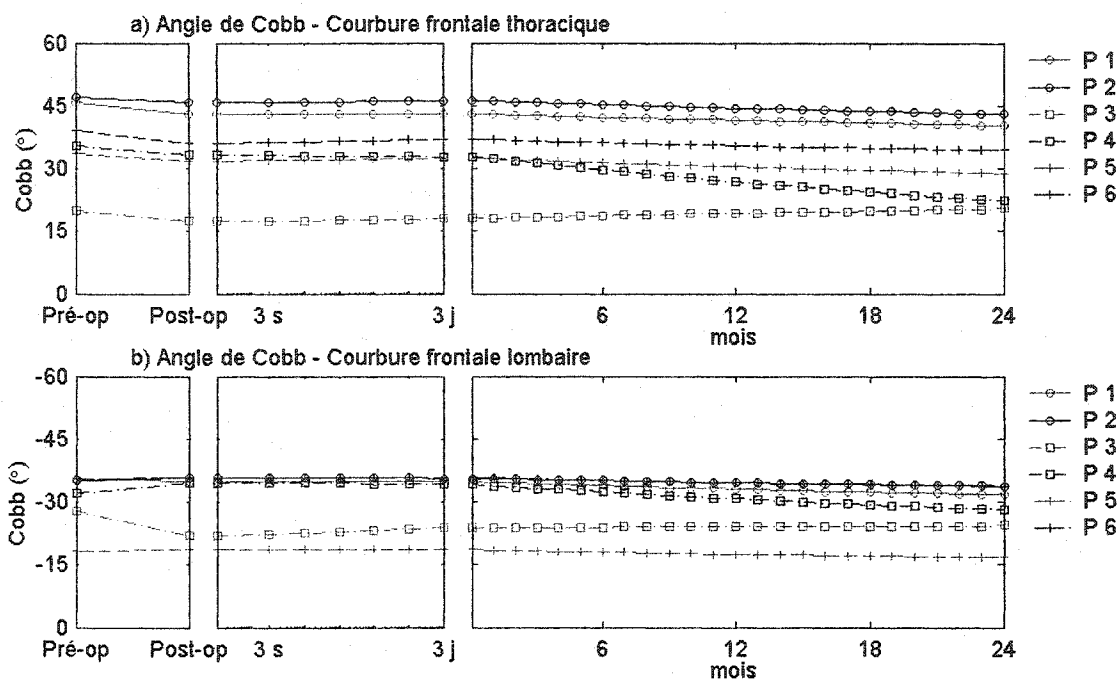 a) Angle de Cobb - Courbure frontale thoracique
60
45
30
15
0
Cobb (°)
Pré-op Post-op 3 s 3 j 6 12 18 24
mois
P 1
P 2
P 3
P 4
P 5
P 6
b) Angle de Cobb - Courbure frontale lombaire
-60
-45
-30
-15
0
Cobb (°)
Pré-op Post-op 3 s 3 j 6 12 18 24
mois
P 1
P 2
P 3
P 4
P 5
P 6